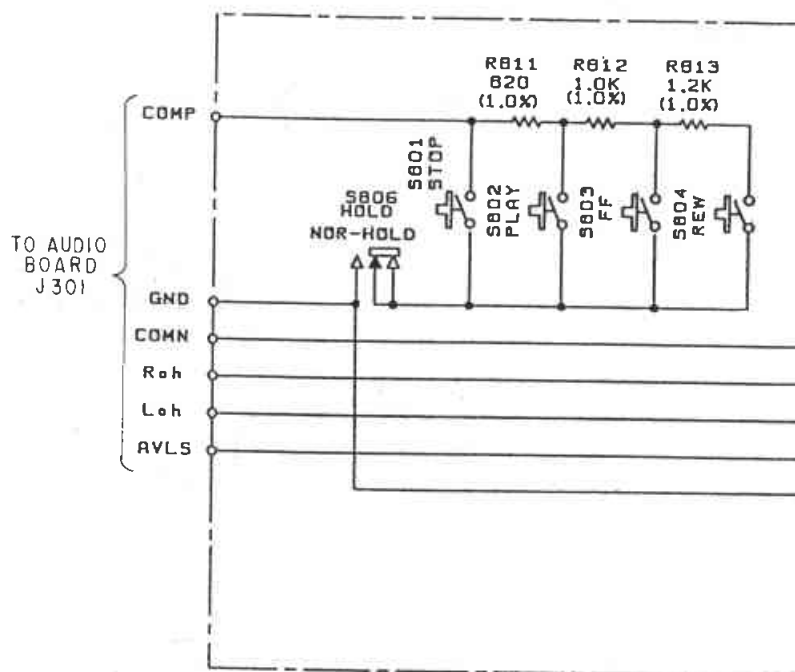 R811
820
(1.0%)
R812
1.0K
(1.0%)
R813
1.2K
(1.0%)
COMP
S801
STOP
S802
PLAY
S803
FF
S804
REW
S806
HOLD
NOR-HOLD
TO AUDIO
BOARD
J301
GND
COMN
Roh
Loh
AVLS